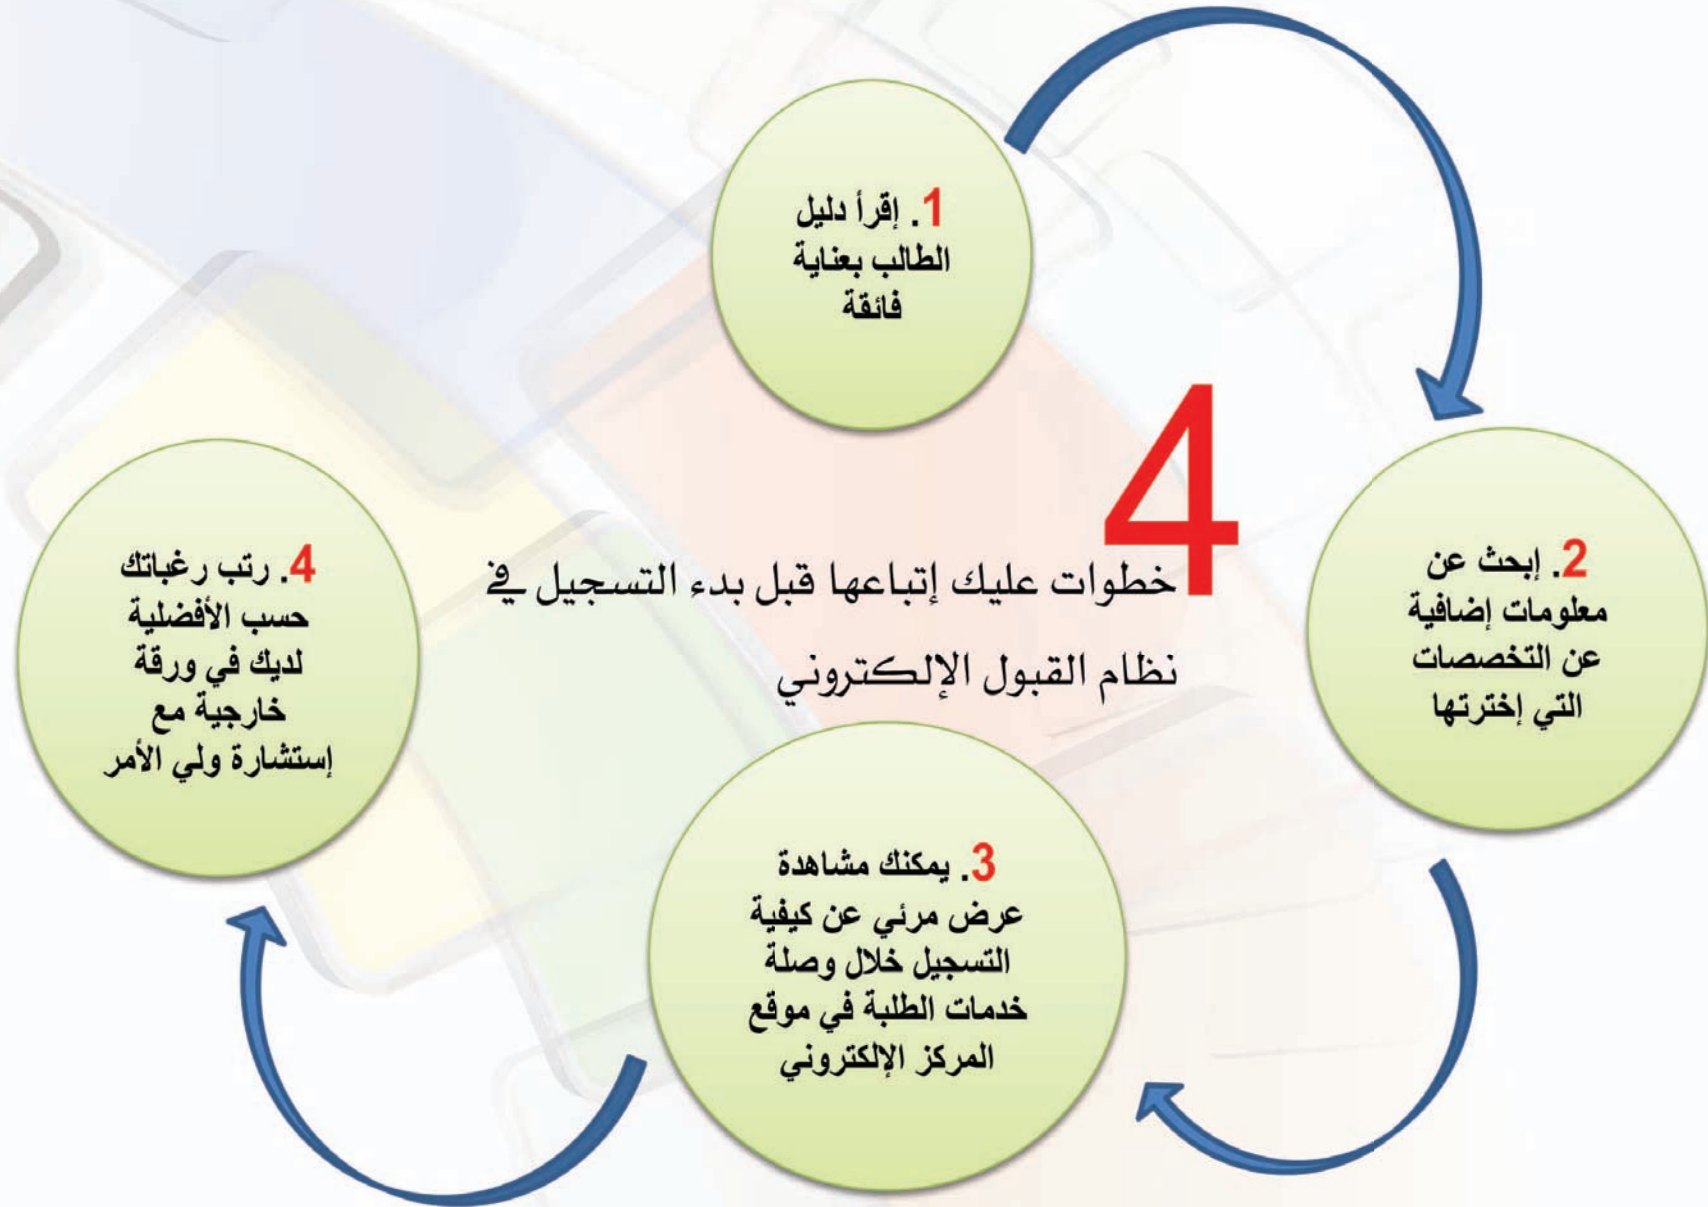 1. إقرأ دليل
الطالب بعناية
فائقة
4
خطوات عليك إتباعها قبل بدء التسجيل في
نظام القبول الإلكتروني
2. إبحث عن
معلومات إضافية
عن التخصصات
التي إخترتها
3. يمكنك مشاهدة
عرض مرئي عن كيفية
التسجيل خلال وصلة
خدمات الطلبة في موقع
المركز الإلكتروني
4. رتب رغباتك
حسب الأفضلية
لديك في ورقة
خارجية مع
إستشارة ولي الأمر